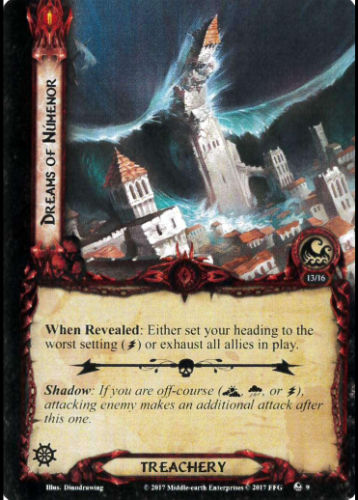 DREAMS OF NÚMENOR
13/16
When Revealed: Either set your heading to the
worst setting () or exhaust all allies in play.
Shadow: If you are off-course (, , or ),
attacking enemy makes an additional attack after
this one.
TREACHERY
Illus. Dinodrawing
© 2017 Middle-earth Enterprises © 2017 FFG
9